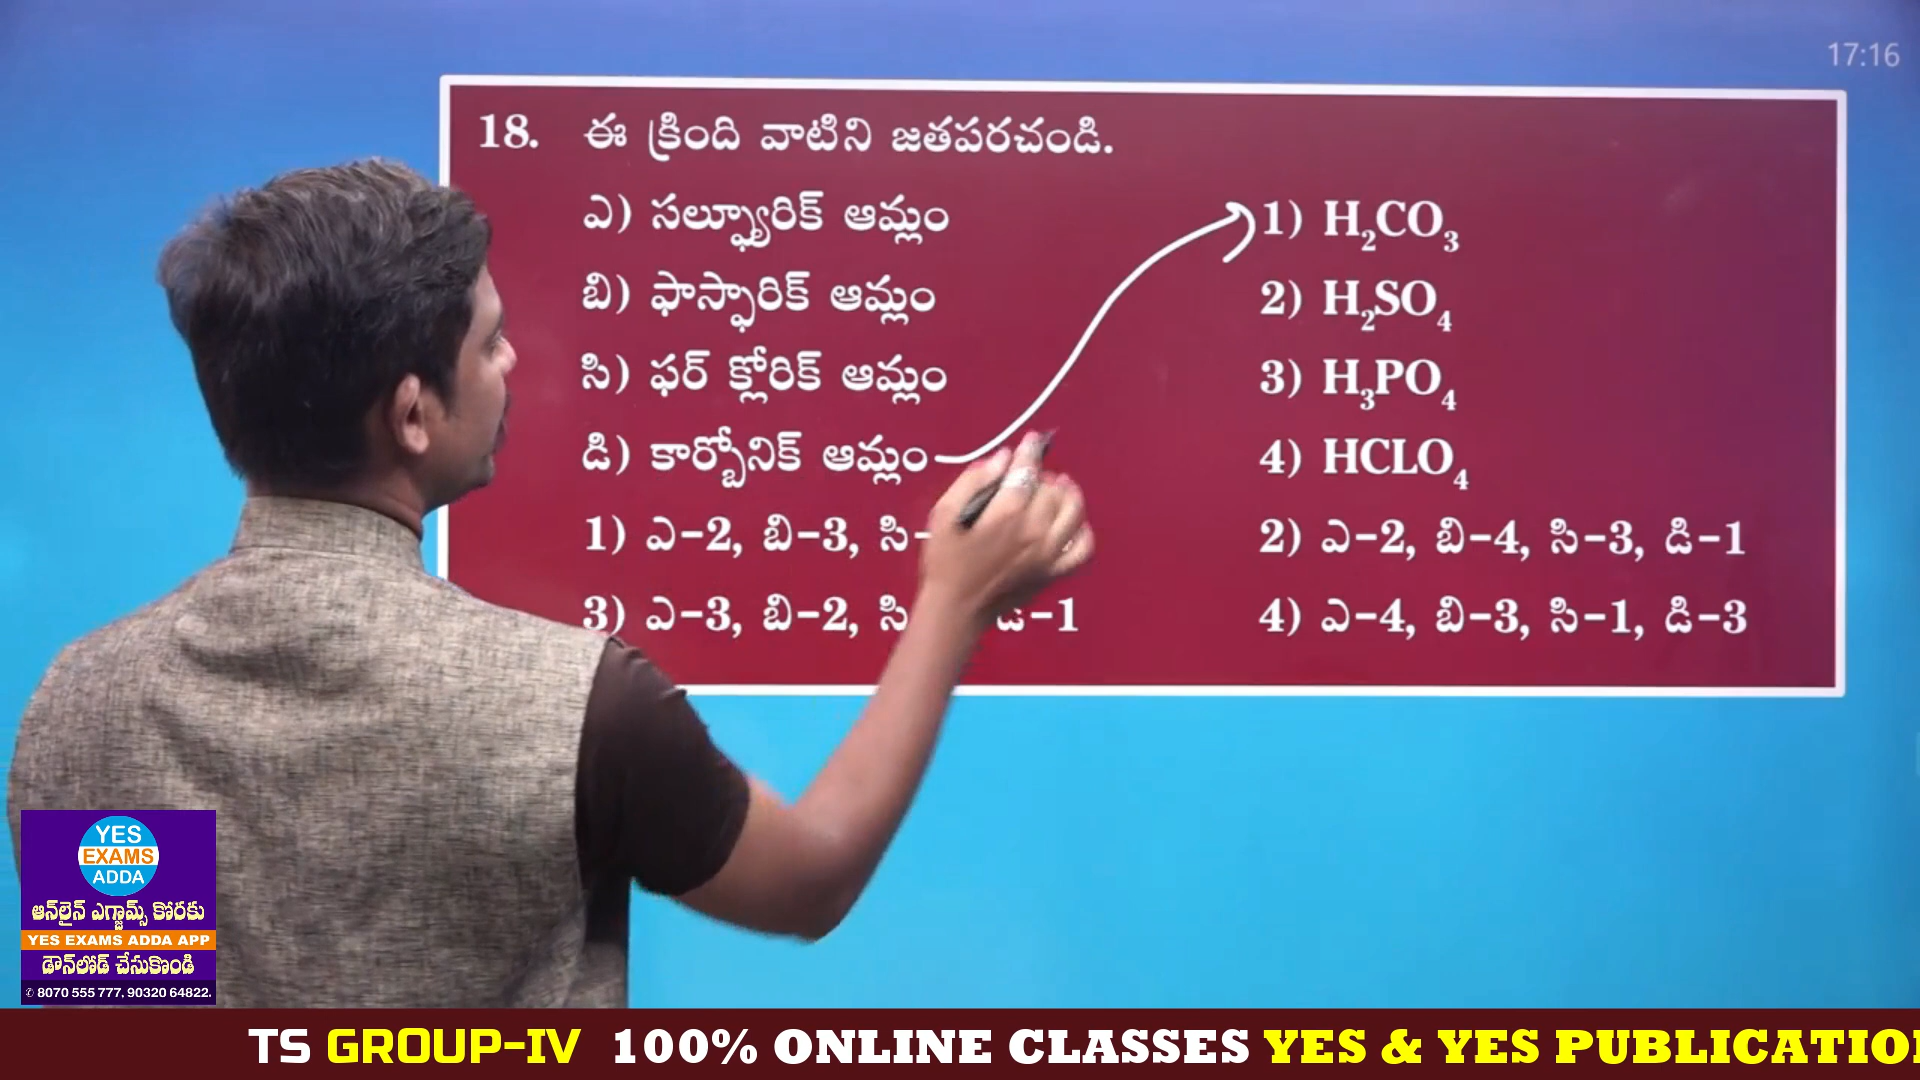 17:16
18. ఈ క్రింది వాటిని జతపరచండి.
ఎ) సల్ఫ్యూరిక్ ఆమ్లం 1) H₂CO₃
బి) ఫాస్ఫారిక్ ఆమ్లం 2) H₂SO₄
సి) ఫర్ క్లోరిక్ ఆమ్లం 3) H₃PO₄
డి) కార్బోనిక్ ఆమ్లం 4) HCLO₄
1) ఎ-2, బి-3, సి- 2) ఎ-2, బి-4, సి-3, డి-1
3) ఎ-3, బి-2, సి డి-1 4) ఎ-4, బి-3, సి-1, డి-3
YES
EXAMS
ADDA
ఆన్‌లైన్ ఎగ్జామ్స్ కోరకు
YES EXAMS ADDA APP
డౌన్‌లోడ్ చేసుకొండి
✆ 8070 555 777, 90320 64822.
TS GROUP-IV 100% ONLINE CLASSES YES & YES PUBLICATIO